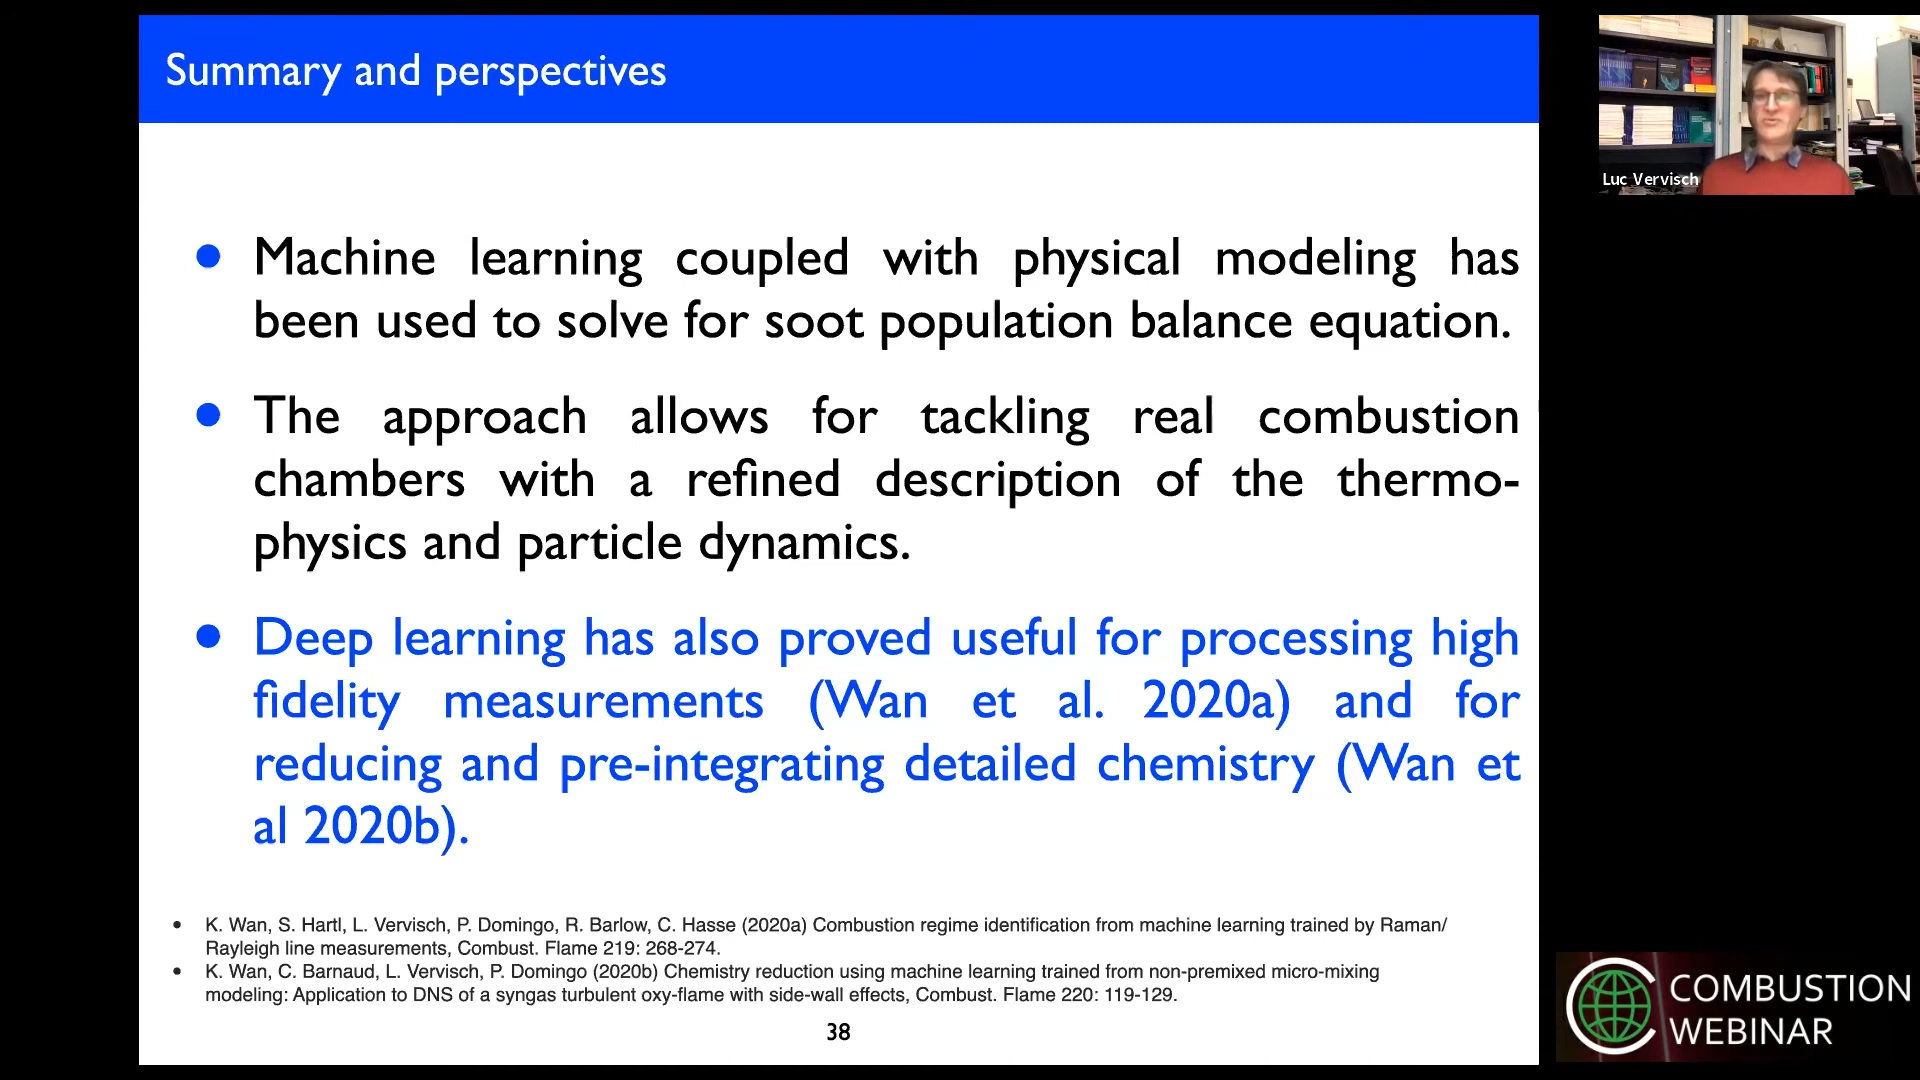 Summary and perspectives
Luc Vervisch
● Machine learning coupled with physical modeling has
been used to solve for soot population balance equation.
● The approach allows for tackling real combustion
chambers with a refined description of the thermo-
physics and particle dynamics.
● Deep learning has also proved useful for processing high
fidelity measurements (Wan et al. 2020a) and for
reducing and pre-integrating detailed chemistry (Wan et
al 2020b).
• K. Wan, S. Hartl, L. Vervisch, P. Domingo, R. Barlow, C. Hasse (2020a) Combustion regime identification from machine learning trained by Raman/
Rayleigh line measurements, Combust. Flame 219: 268-274.
• K. Wan, C. Barnaud, L. Vervisch, P. Domingo (2020b) Chemistry reduction using machine learning trained from non-premixed micro-mixing
modeling: Application to DNS of a syngas turbulent oxy-flame with side-wall effects, Combust. Flame 220: 119-129.
38
COMBUSTION
WEBINAR